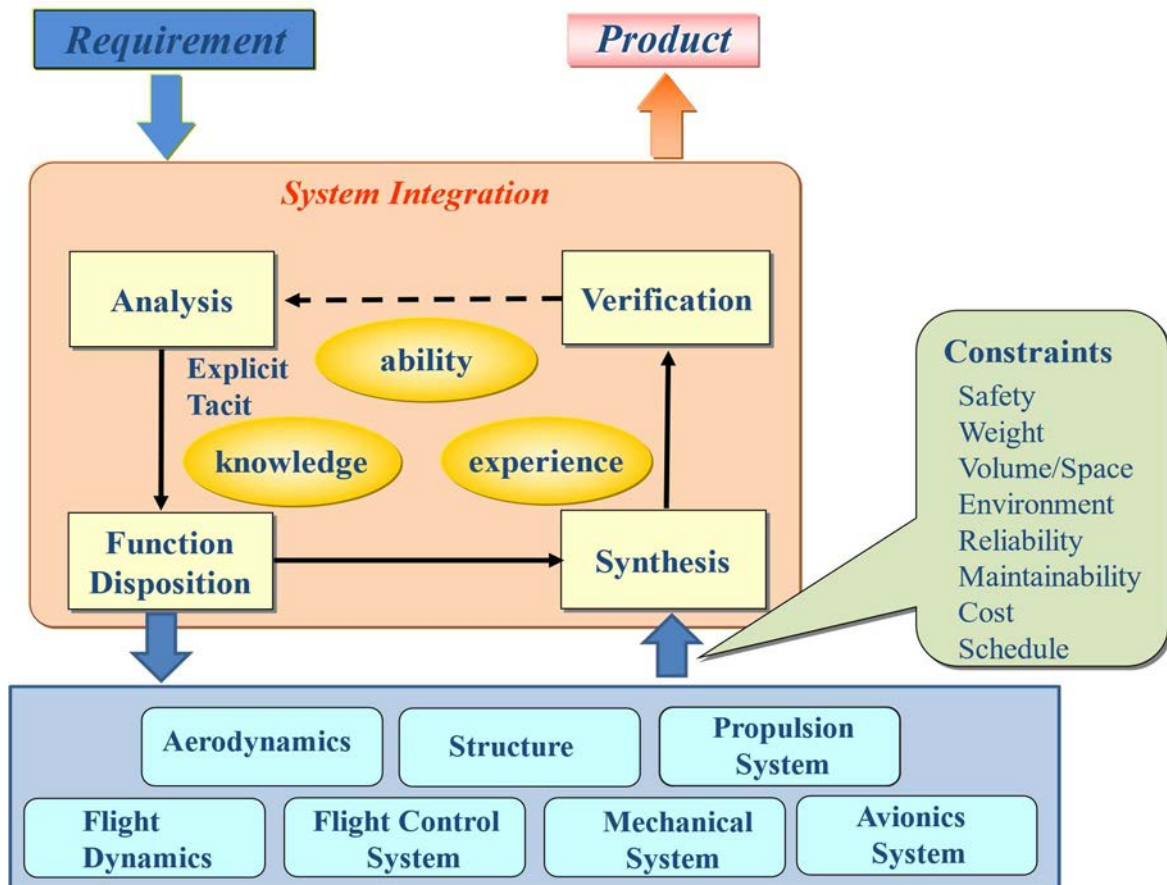 Requirement
Product
System Integration
Analysis
Verification
ability
Explicit
Tacit
knowledge
experience
Function
Disposition
Synthesis
Constraints
Safety
Weight
Volume/Space
Environment
Reliability
Maintainability
Cost
Schedule
Aerodynamics
Structure
Propulsion
System
Flight
Dynamics
Flight Control
System
Mechanical
System
Avionics
System